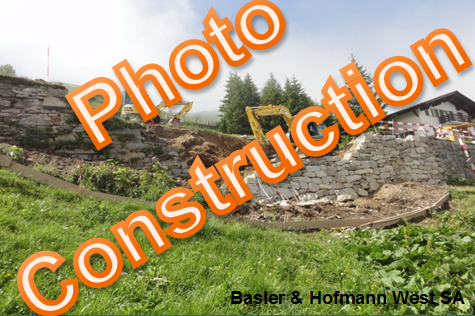 Photo
Construction
Basler & Hofmann West SA